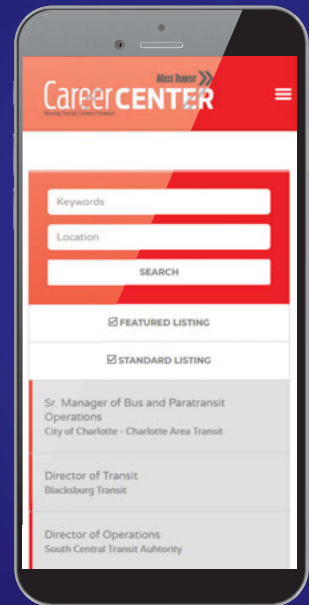 Mass Transit
Career CENTER
Moving Transit Careers Forward
Keywords
Location
SEARCH
FEATURED LISTING
STANDARD LISTING
Sr. Manager of Bus and Paratransit
Operations
City of Charlotte - Charlotte Area Transit
Director of Transit
Blacksburg Transit
Director of Operations
South Central Transit Auhtority